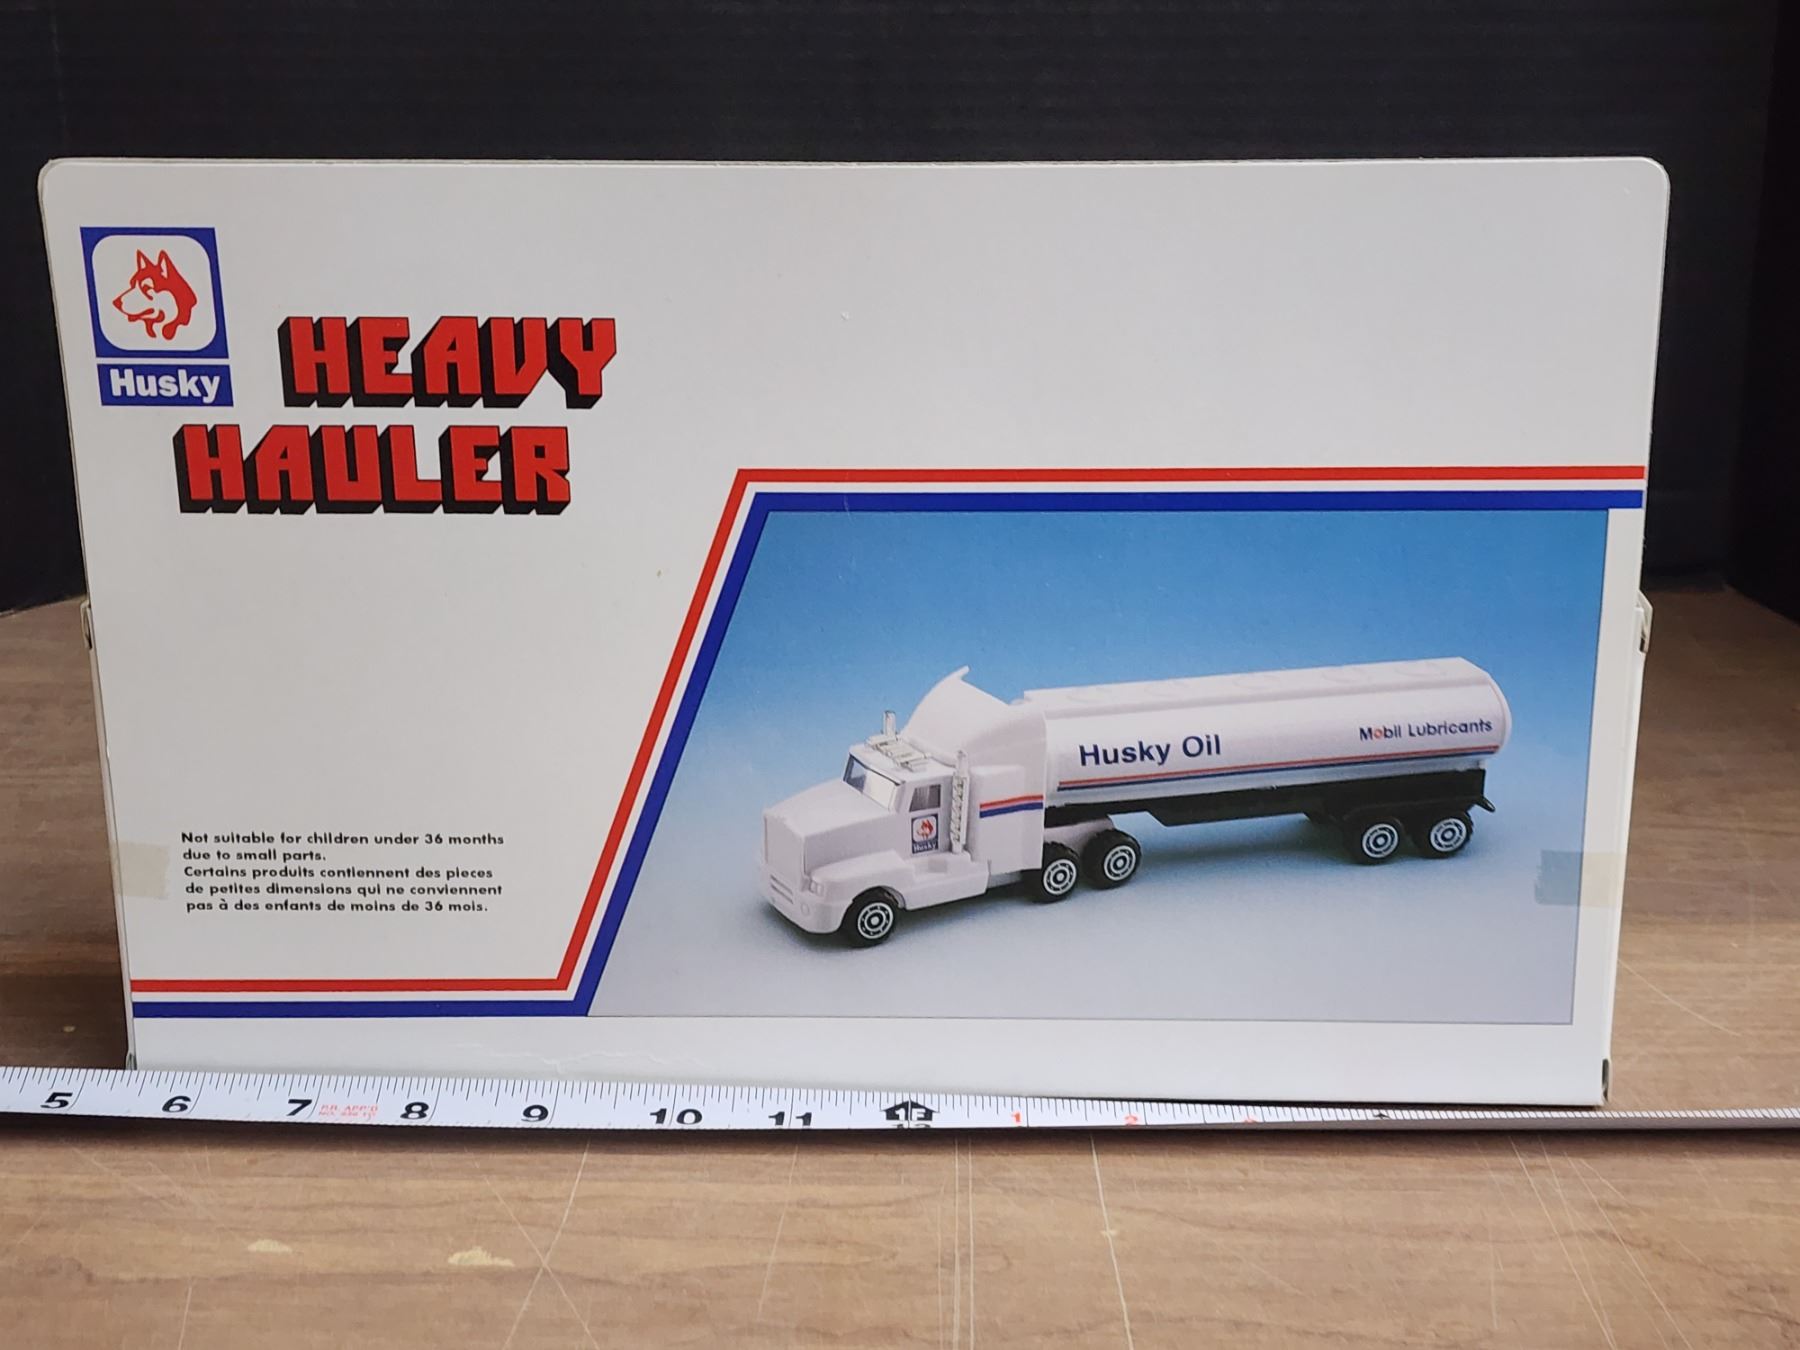 Husky
HEAVY
HAULER
Husky Oil
Mobil Lubricants
Husky
Not suitable for children under 36 months
due to small parts.
Certains produits contiennent des pieces
de petites dimensions qui ne conviennent
pas à des enfants de moins de 36 mois.
5 6 7 8 9 10 11 1 2